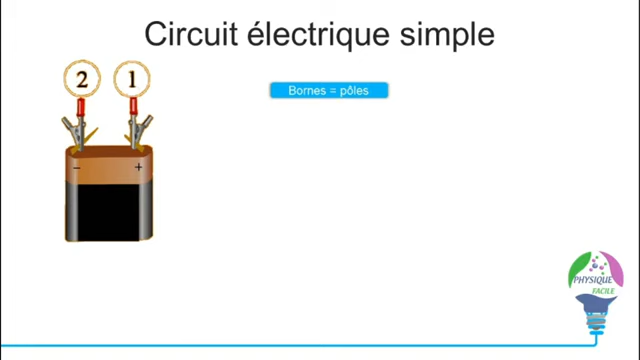 Circuit électrique simple
2 1
Bornes = pôles
− +
PHYSIQUE
FACILE